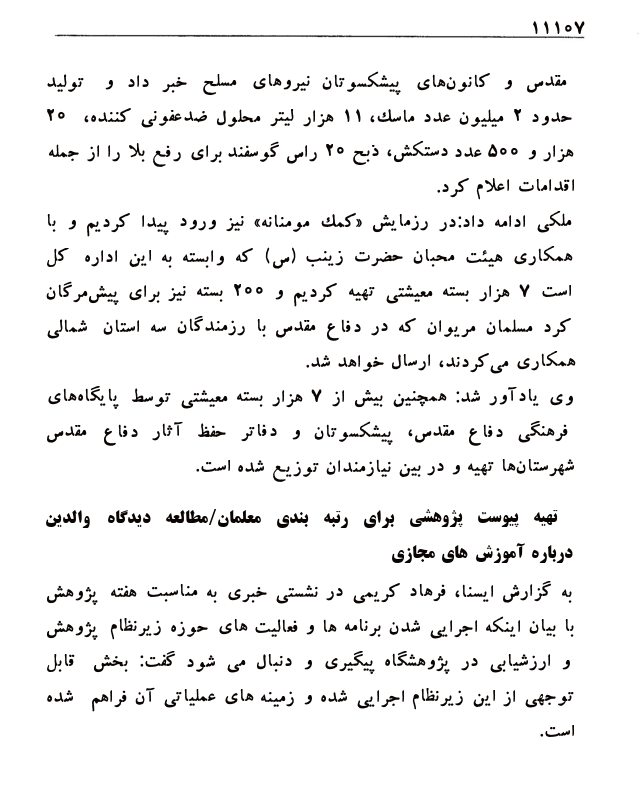 ۱۱۱۰۷
مقدس و کانون‌های پیشکسوتان نیروهای مسلح خبر داد و تولید
حدود ۲ میلیون عدد ماسك، ۱۱ هزار لیتر محلول ضدعفونی کننده، ۲۰
هزار و ۵۰۰ عدد دستکش، ذبح ۲۰ راس گوسفند برای رفع بلا را از جمله
اقدامات اعلام کرد.
ملکی ادامه داد:در رزمایش «کمك مومنانه» نیز ورود پیدا کردیم و با
همکاری هیئت محبان حضرت زینب (س) که وابسته به این اداره کل
است ۷ هزار بسته معیشتی تهیه کردیم و ۲۰۰ بسته نیز برای پیش‌مرگان
کرد مسلمان مریوان که در دفاع مقدس با رزمندگان سه استان شمالی
همکاری می‌کردند، ارسال خواهد شد.
وی یادآور شد: همچنین بیش از ۷ هزار بسته معیشتی توسط پایگاه‌های
فرهنگی دفاع مقدس، پیشکسوتان و دفاتر حفظ آثار دفاع مقدس
شهرستان‌ها تهیه و در بین نیازمندان توزیع شده است.
تهیه پیوست پژوهشی برای رتبه بندی معلمان/مطالعه دیدگاه والدین
درباره آموزش های مجازی
به گزارش ایسنا، فرهاد کریمی در نشستی خبری به مناسبت هفته پژوهش
با بیان اینکه اجرایی شدن برنامه ها و فعالیت های حوزه زیرنظام پژوهش
و ارزشیابی در پژوهشگاه پیگیری و دنبال می شود گفت: بخش قابل
توجهی از این زیرنظام اجرایی شده و زمینه های عملیاتی آن فراهم شده
است.